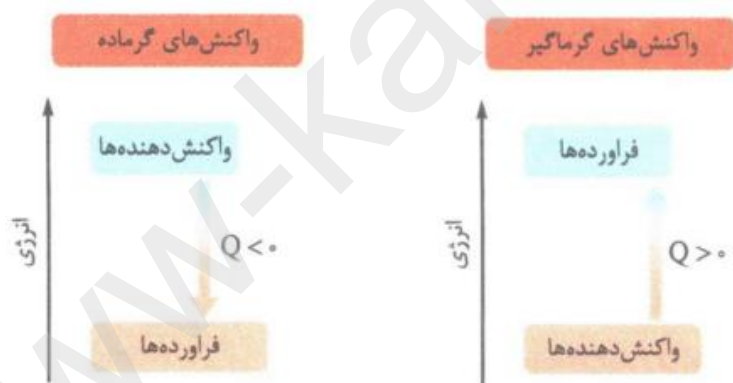 واکنش‌های گرماگیر
واکنش‌های گرماده
انرژی
فراورده‌ها
Q > ۰
واکنش‌دهنده‌ها
انرژی
واکنش‌دهنده‌ها
Q < ۰
فراورده‌ها